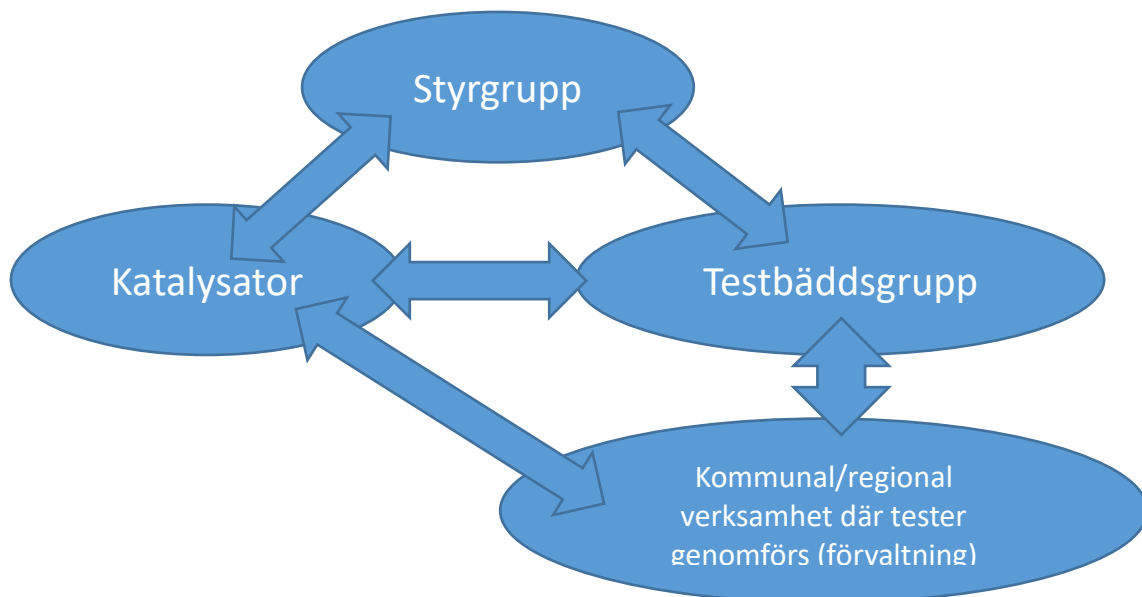 Styrgrupp
Katalysator
Testbäddsgrupp
Kommunal/regional
verksamhet där tester
genomförs (förvaltning)